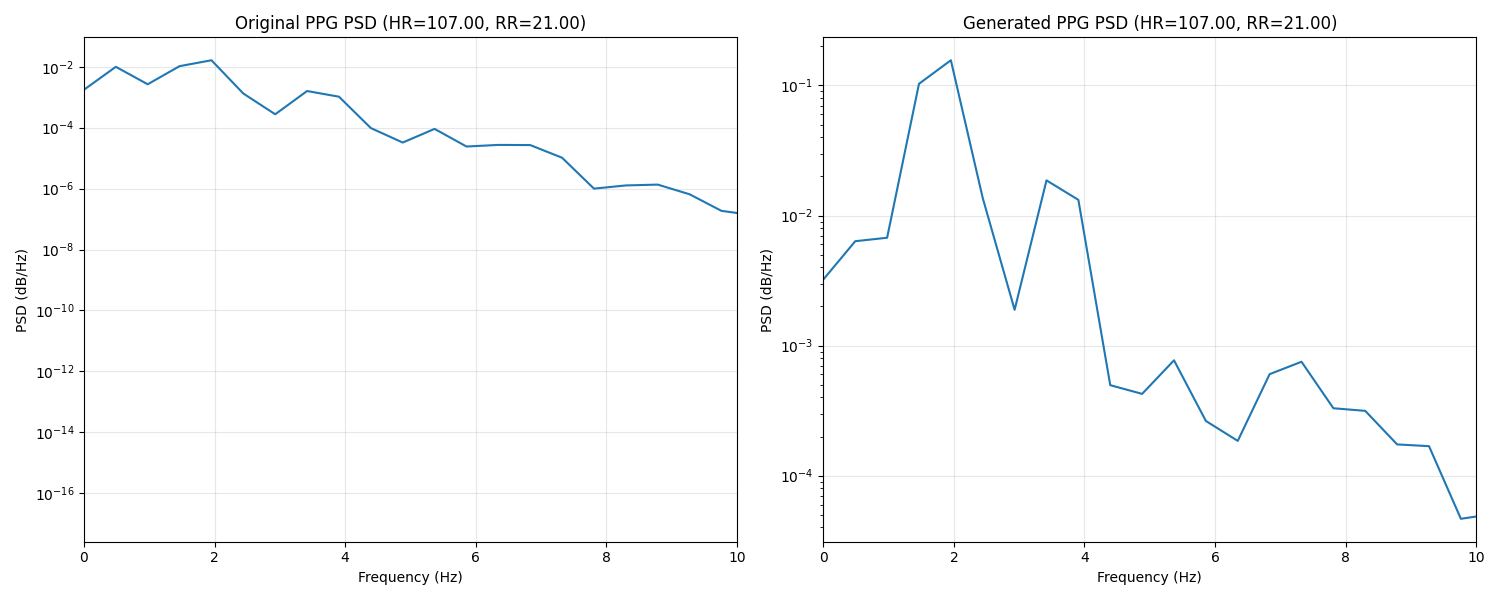 Original PPG PSD (HR=107.00, RR=21.00)
PSD (dB/Hz)
10⁻²
10⁻⁴
10⁻⁶
10⁻⁸
10⁻¹⁰
10⁻¹²
10⁻¹⁴
10⁻¹⁶
0 2 4 6 8 10
Frequency (Hz)
Generated PPG PSD (HR=107.00, RR=21.00)
PSD (dB/Hz)
10⁻¹
10⁻²
10⁻³
10⁻⁴
0 2 4 6 8 10
Frequency (Hz)